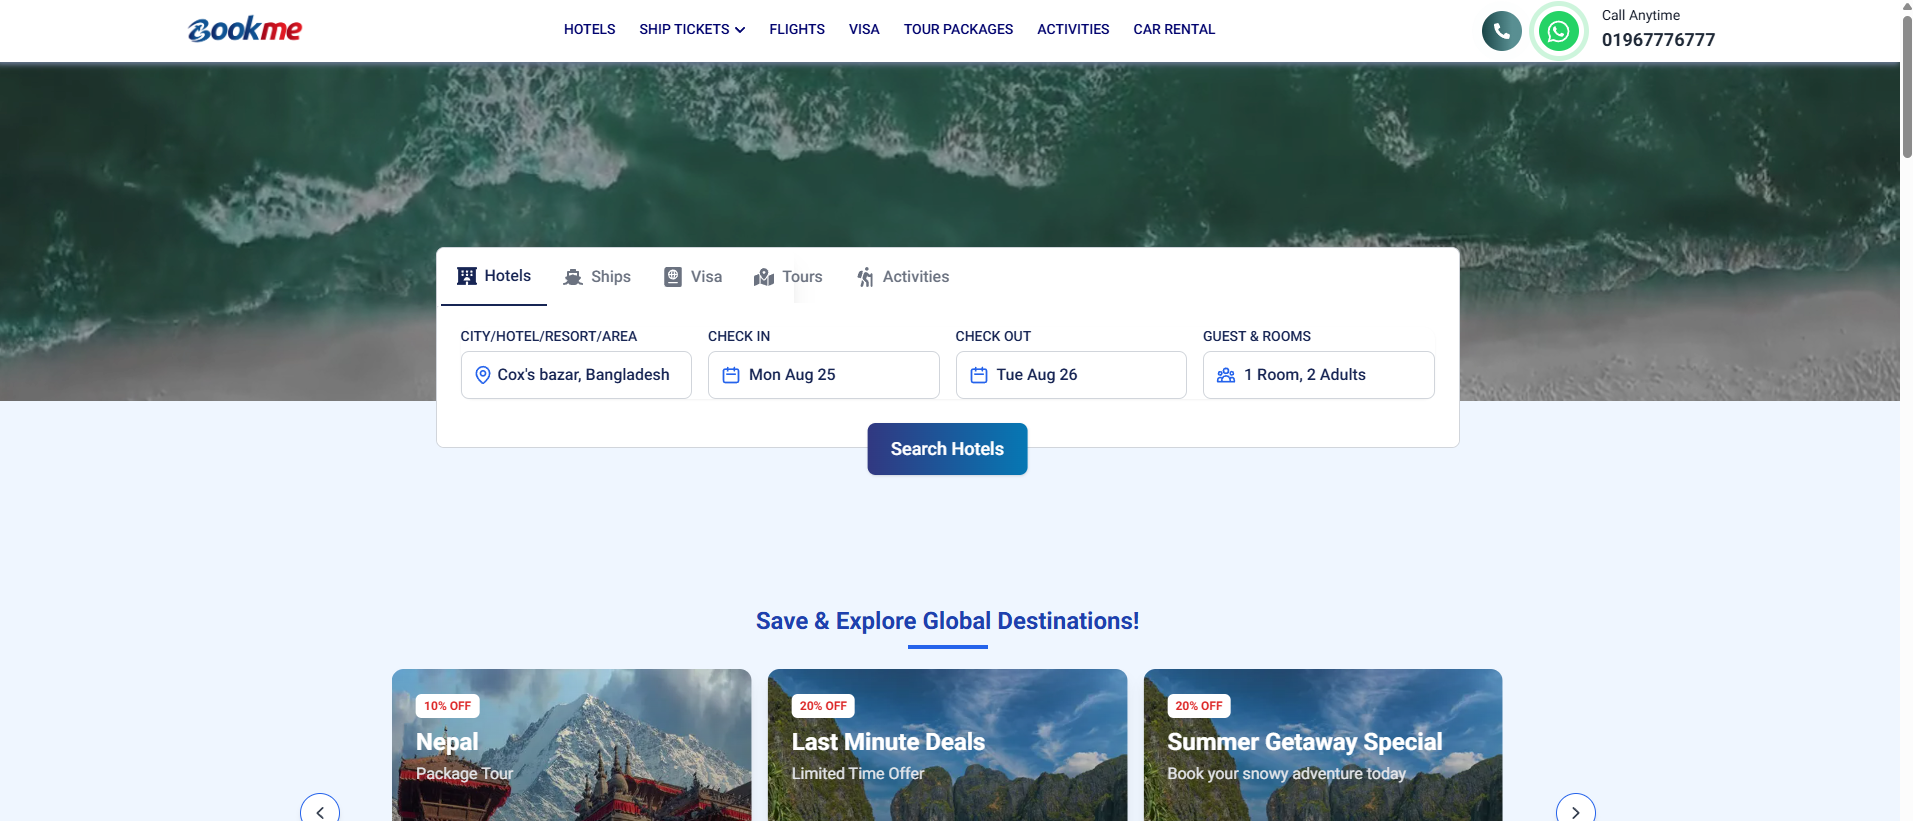 Bookme
HOTELS
SHIP TICKETS
FLIGHTS
VISA
TOUR PACKAGES
ACTIVITIES
CAR RENTAL
Call Anytime
01967776777
Hotels
Ships
Visa
Tours
Activities
CITY/HOTEL/RESORT/AREA
Cox's bazar, Bangladesh
CHECK IN
Mon Aug 25
CHECK OUT
Tue Aug 26
GUEST & ROOMS
1 Room, 2 Adults
Search Hotels
Save & Explore Global Destinations!
10% OFF
Nepal
Package Tour
20% OFF
Last Minute Deals
Limited Time Offer
20% OFF
Summer Getaway Special
Book your snowy adventure today